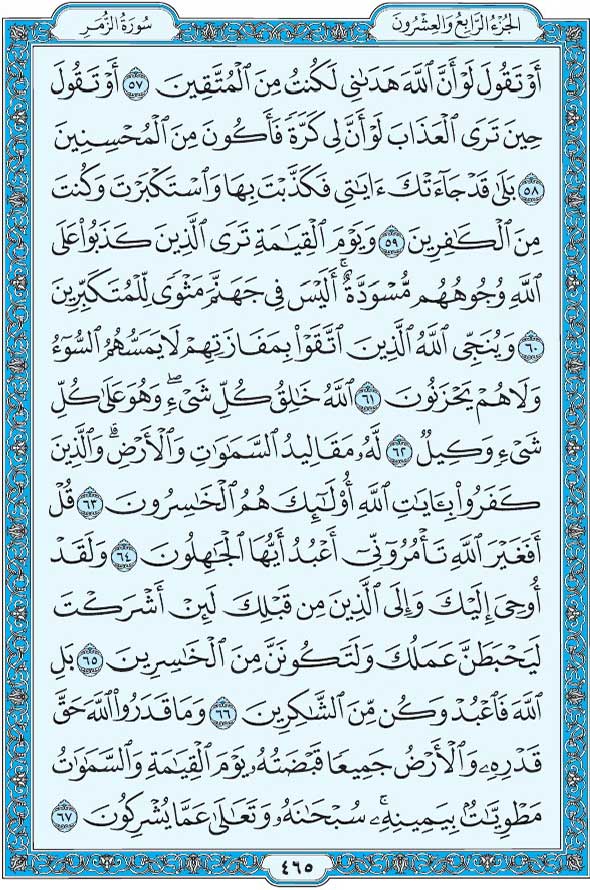 الجُزءُ الرَّابِعُ وَالعِشْرُونَ سُورَةُ الزُّمَرِ
أَوۡ تَقُولَ لَوۡ أَنَّ ٱللَّهَ هَدَىٰنِي لَكُنتُ مِنَ ٱلۡمُتَّقِينَ ٥٧ أَوۡ تَقُولَ
حِينَ تَرَى ٱلۡعَذَابَ لَوۡ أَنَّ لِي كَرَّةٗ فَأَكُونَ مِنَ ٱلۡمُحۡسِنِينَ
٥٨ بَلَىٰ قَدۡ جَآءَتۡكَ ءَايَٰتِي فَكَذَّبۡتَ بِهَا وَٱسۡتَكۡبَرۡتَ وَكُنتَ
مِنَ ٱلۡكَٰفِرِينَ ٥٩ وَيَوۡمَ ٱلۡقِيَٰمَةِ تَرَى ٱلَّذِينَ كَذَبُواْ عَلَى
ٱللَّهِ وُجُوهُهُم مُّسۡوَدَّةٌۚ أَلَيۡسَ فِي جَهَنَّمَ مَثۡوٗى لِّلۡمُتَكَبِّرِينَ
٦٠ وَيُنَجِّي ٱللَّهُ ٱلَّذِينَ ٱتَّقَوۡاْ بِمَفَازَتِهِمۡ لَا يَمَسُّهُمُ ٱلسُّوٓءُ
وَلَا هُمۡ يَحۡزَنُونَ ٦١ ٱللَّهُ خَٰلِقُ كُلِّ شَيۡءٖۖ وَهُوَ عَلَىٰ كُلِّ
شَيۡءٖ وَكِيلٞ ٦٢ لَّهُۥ مَقَالِيدُ ٱلسَّمَٰوَٰتِ وَٱلۡأَرۡضِۗ وَٱلَّذِينَ
كَفَرُواْ بِـَٔايَٰتِ ٱللَّهِ أُوْلَٰٓئِكَ هُمُ ٱلۡخَٰسِرُونَ ٦٣ قُلۡ
أَفَغَيۡرَ ٱللَّهِ تَأۡمُرُوٓنِّيٓ أَعۡبُدُ أَيُّهَا ٱلۡجَٰهِلُونَ ٦٤ وَلَقَدۡ
أُوحِيَ إِلَيۡكَ وَإِلَى ٱلَّذِينَ مِن قَبۡلِكَ لَئِنۡ أَشۡرَكۡتَ
لَيَحۡبَطَنَّ عَمَلُكَ وَلَتَكُونَنَّ مِنَ ٱلۡخَٰسِرِينَ ٦٥ بَلِ
ٱللَّهَ فَٱعۡبُدۡ وَكُن مِّنَ ٱلشَّٰكِرِينَ ٦٦ وَمَا قَدَرُواْ ٱللَّهَ حَقَّ
قَدۡرِهِۦ وَٱلۡأَرۡضُ جَمِيعٗا قَبۡضَتُهُۥ يَوۡمَ ٱلۡقِيَٰمَةِ وَٱلسَّمَٰوَٰتُ
مَطۡوِيَّٰتُۢ بِيَمِينِهِۦۚ سُبۡحَٰنَهُۥ وَتَعَٰلَىٰ عَمَّا يُشۡرِكُونَ ٦٧
٤٦٥